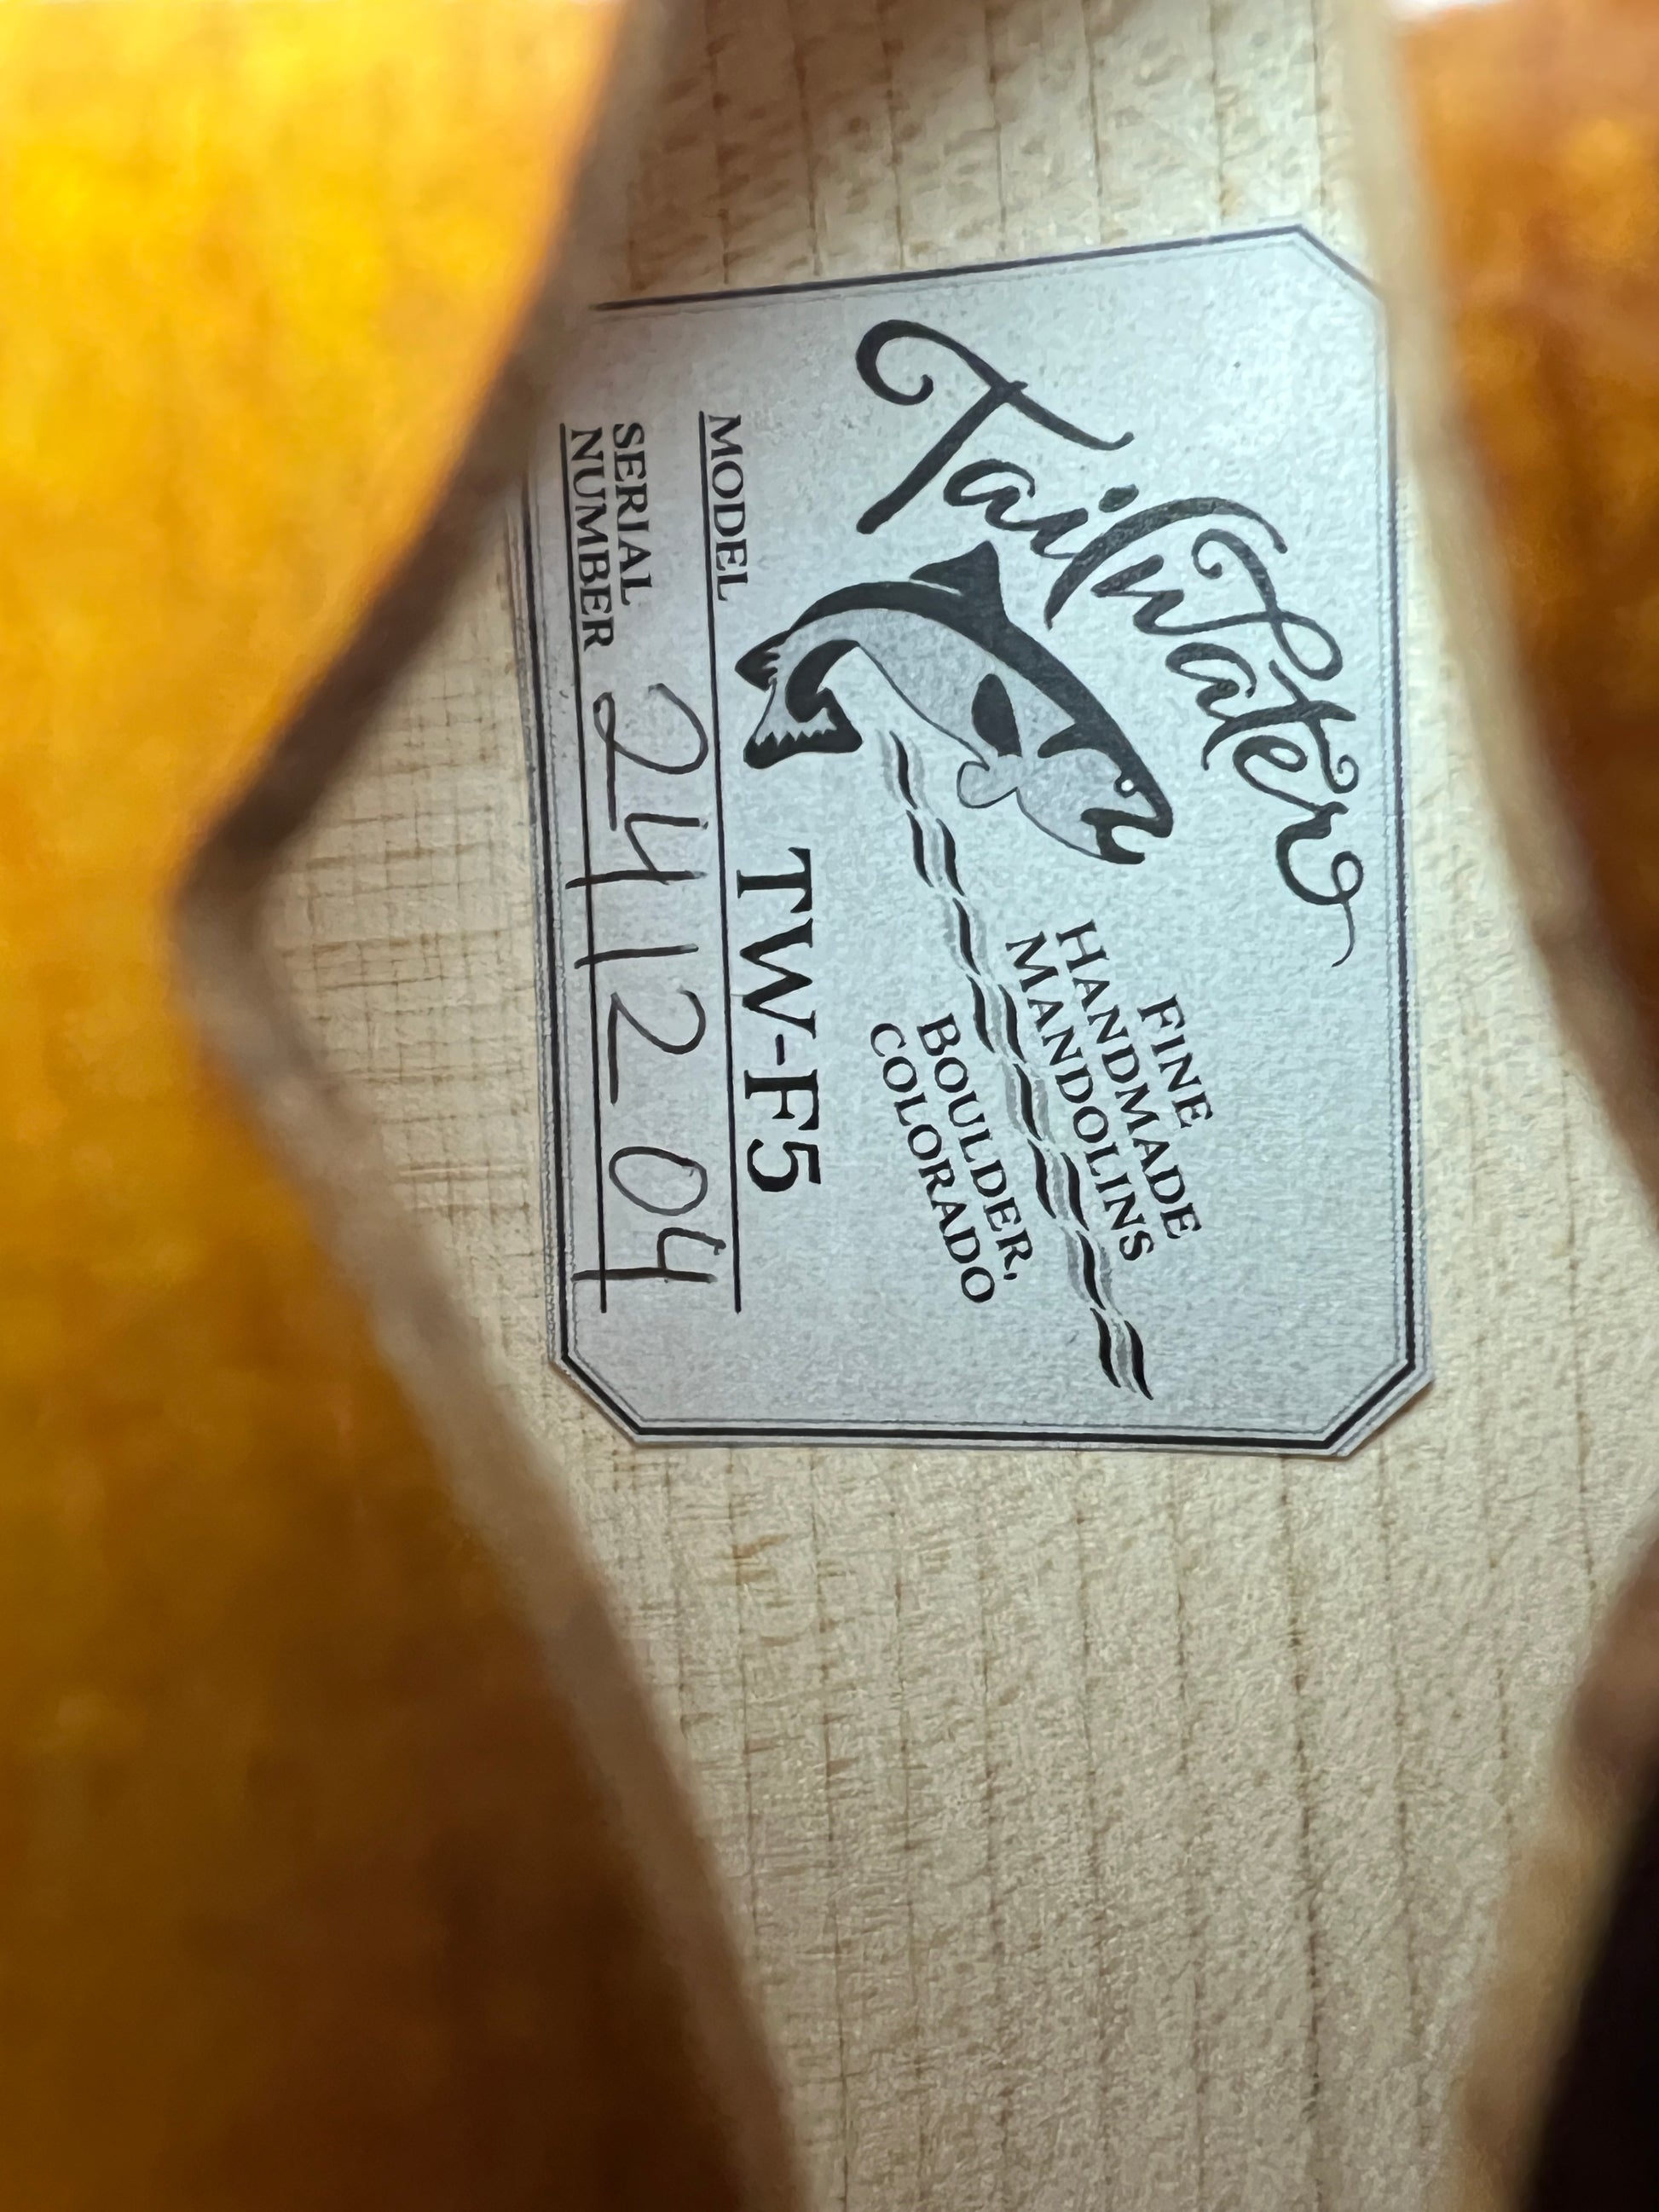 Tailwater
FINE
HANDMADE
MANDOLINS
BOULDER,
COLORADO
MODEL TW-F5
SERIAL
NUMBER 241204